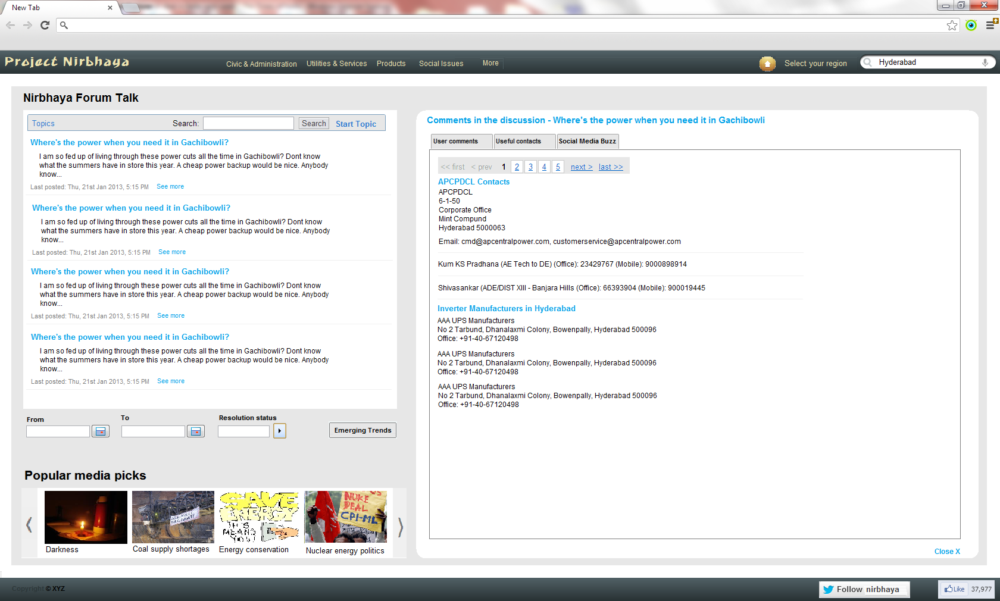 New Tab
Project Nirbhaya
Civic & Administration
Utilities & Services
Products
Social Issues
More
Select your region
Hyderabad
Nirbhaya Forum Talk
Topics
Search:
Search
Start Topic
Where's the power when you need it in Gachibowli?
I am so fed up of living through these power cuts all the time in Gachibowli? Dont know
what the summers have in store this year. A cheap power backup would be nice. Anybody
know...
Last posted: Thu, 21st Jan 2013, 5:15 PM
See more
Where's the power when you need it in Gachibowli?
I am so fed up of living through these power cuts all the time in Gachibowli? Dont know
what the summers have in store this year. A cheap power backup would be nice. Anybody
know...
Last posted: Thu, 21st Jan 2013, 5:15 PM
See more
Where's the power when you need it in Gachibowli?
I am so fed up of living through these power cuts all the time in Gachibowli? Dont know
what the summers have in store this year. A cheap power backup would be nice. Anybody
know...
Last posted: Thu, 21st Jan 2013, 5:15 PM
See more
Where's the power when you need it in Gachibowli?
I am so fed up of living through these power cuts all the time in Gachibowli? Dont know
what the summers have in store this year. A cheap power backup would be nice. Anybody
know...
Last posted: Thu, 21st Jan 2013, 5:15 PM
See more
From
To
Resolution status
Emerging Trends
Popular media picks
SAVE
ENERGY
THIS
MEANS
YOU
NUKE
DEAL
CPI-ML
Darkness
Coal supply shortages
Energy conservation
Nuclear energy politics
Comments in the discussion - Where's the power when you need it in Gachibowli
User comments
Useful contacts
Social Media Buzz
<< first < prev 1 2 3 4 5 next > last >>
APCPDCL Contacts
APCPDCL
6-1-50
Corporate Office
Mint Compund
Hyderabad 5000063
Email: cmd@apcentralpower.com, customerservice@apcentralpower.com
Kum KS Pradhana (AE Tech to DE) (Office): 23429767 (Mobile): 9000898914
Shivasankar (ADE/DIST XIII - Banjara Hills (Office): 66393904 (Mobile): 900019445
Inverter Manufacturers in Hyderabad
AAA UPS Manufacturers
No 2 Tarbund, Dhanalaxmi Colony, Bowenpally, Hyderabad 500096
Office: +91-40-67120498
AAA UPS Manufacturers
No 2 Tarbund, Dhanalaxmi Colony, Bowenpally, Hyderabad 500096
Office: +91-40-67120498
AAA UPS Manufacturers
No 2 Tarbund, Dhanalaxmi Colony, Bowenpally, Hyderabad 500096
Office: +91-40-67120498
Close X
Copyright © XYZ
Follow nirbhaya
Like
37,977